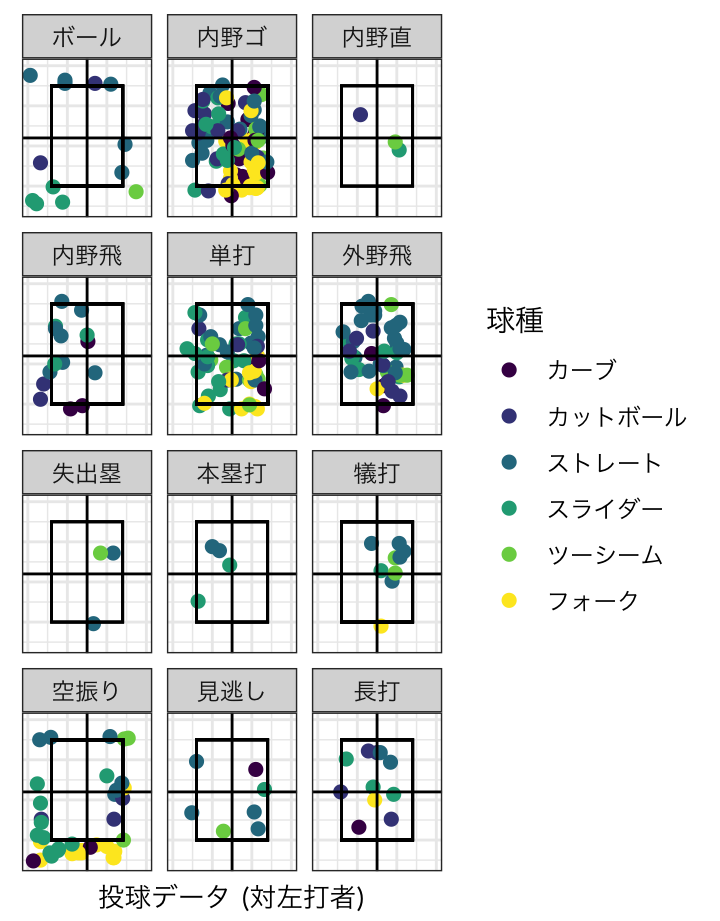 ボール
内野ゴ
内野直
内野飛
単打
外野飛
失出塁
本塁打
犠打
空振り
見逃し
長打
投球データ (対左打者)
球種
カーブ
カットボール
ストレート
スライダー
ツーシーム
フォーク